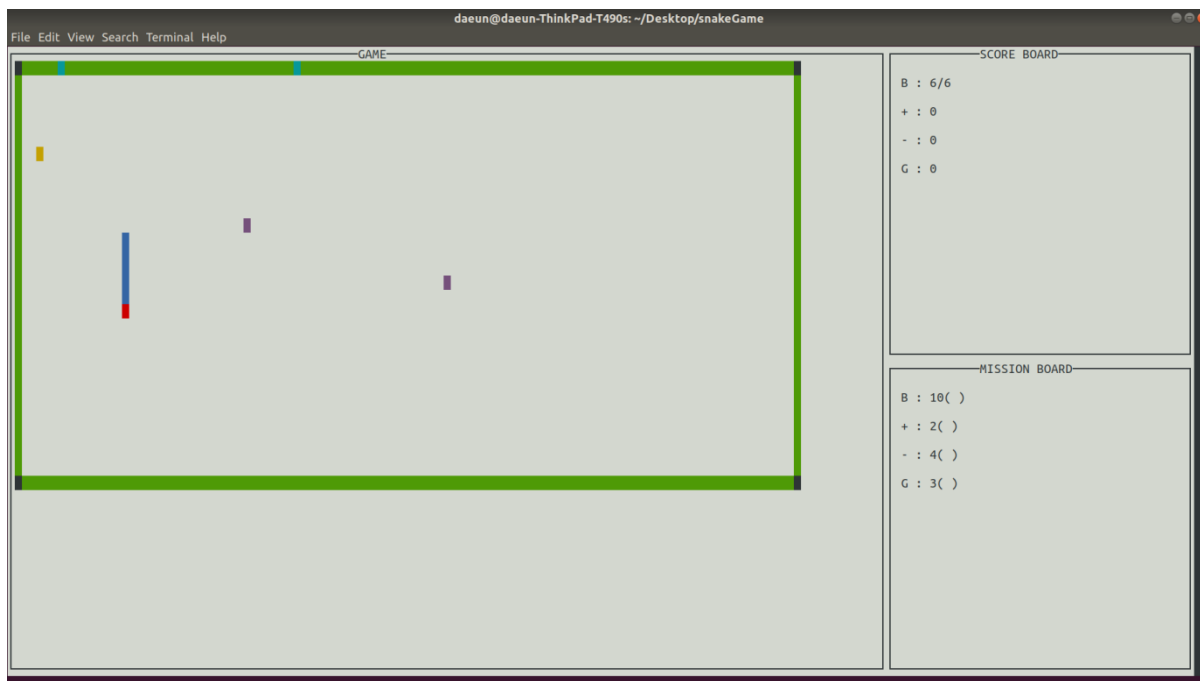 daeun@daeun-ThinkPad-T490s: ~/Desktop/snakeGame
File Edit View Search Terminal Help
GAME
SCORE BOARD
B : 6/6
+ : 0
- : 0
G : 0
MISSION BOARD
B : 10( )
+ : 2( )
- : 4( )
G : 3( )